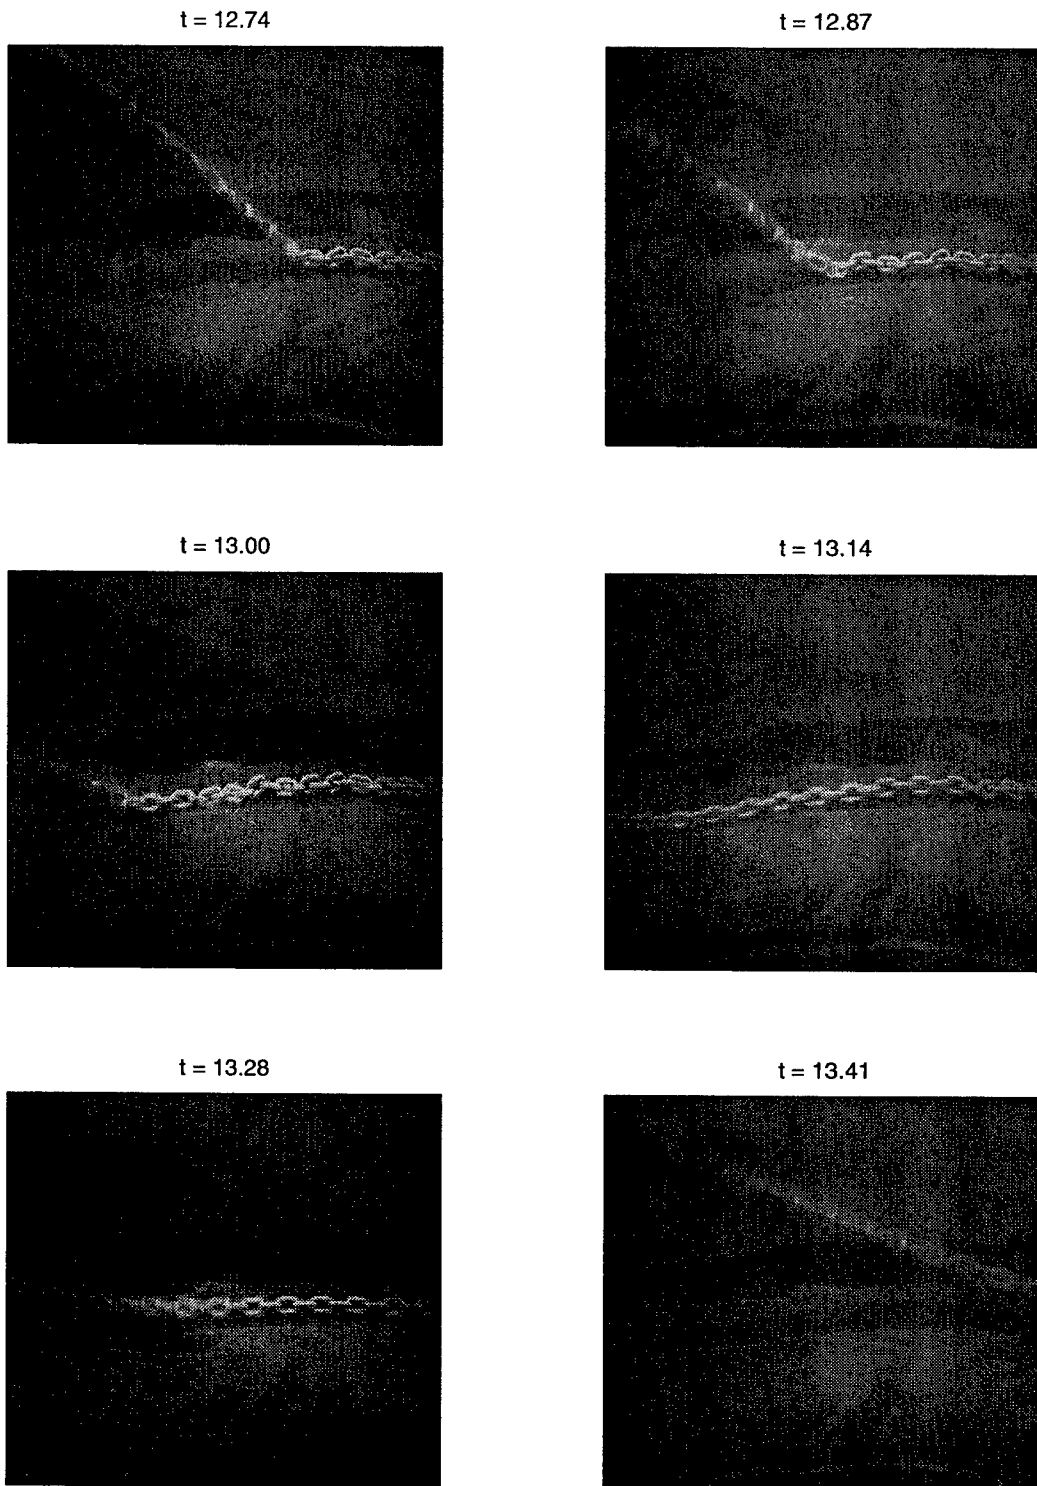 t = 12.74
t = 12.87
t = 13.00
t = 13.14
t = 13.28
t = 13.41